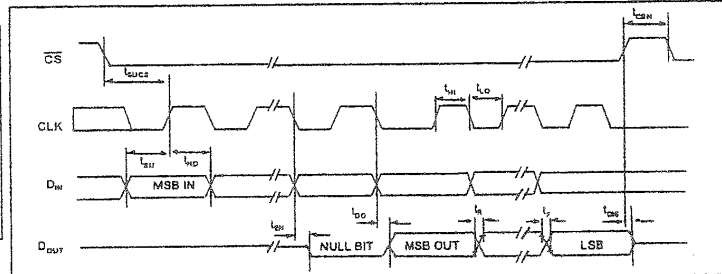 tCSH
CS
tSUCS
tHI tLO
CLK
tSU tHD
DIN MSB IN
tEN tDO tR tF tDIS
DOUT NULL BIT MSB OUT LSB